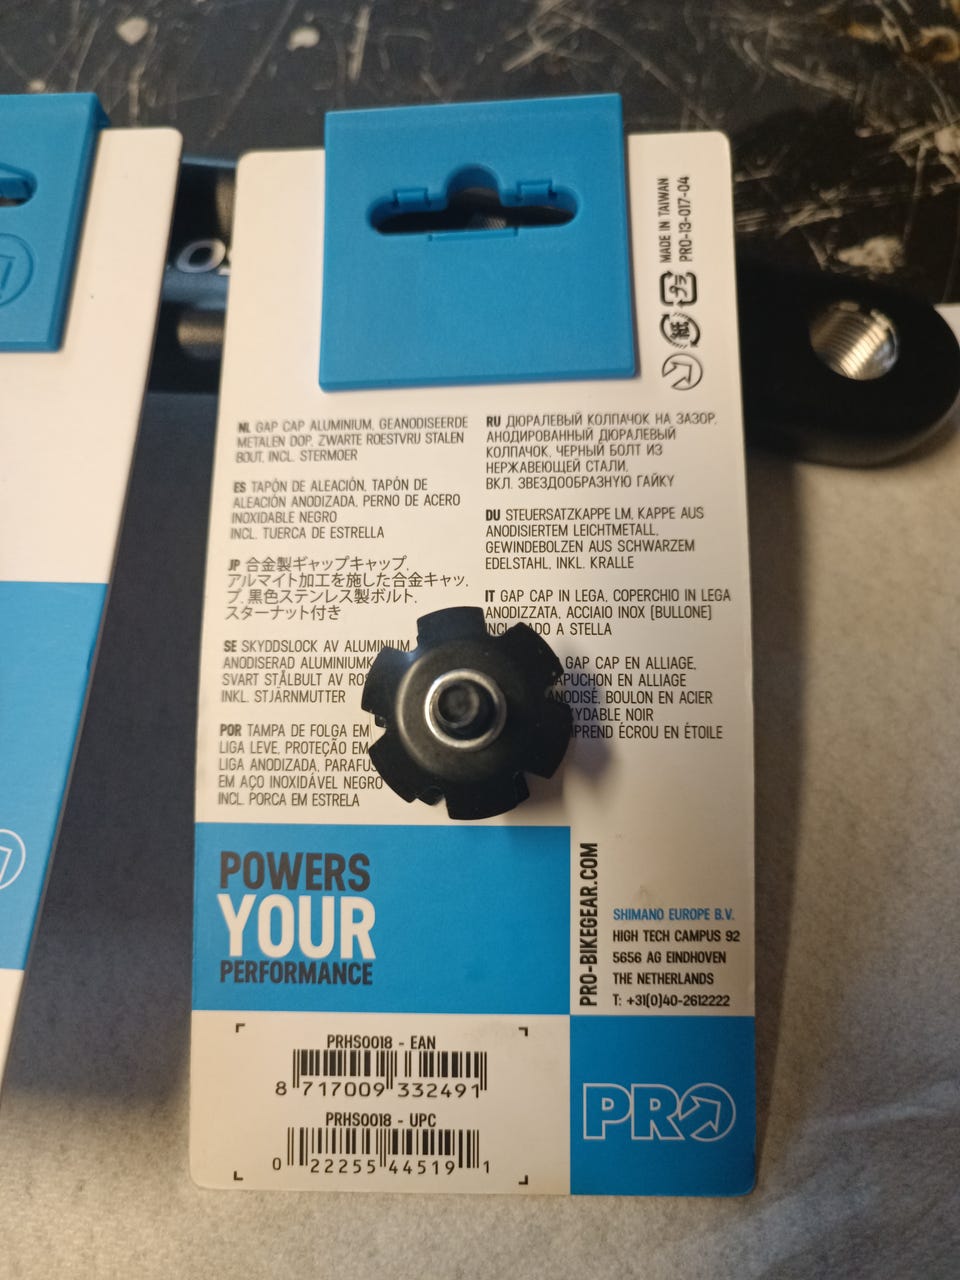 MADE IN TAIWAN
PRO-13-017-04
プラ
紙
NL GAP CAP ALUMINIUM, GEANODISEERDE
METALEN DOP, ZWARTE ROESTVRIJ STALEN
BOUT, INCL. STERMOER
ES TAPÓN DE ALEACIÓN, TAPÓN DE
ALEACIÓN ANODIZADA, PERNO DE ACERO
INOXIDABLE NEGRO
INCL. TUERCA DE ESTRELLA
JP 合金製ギャップキャップ,
アルマイト加工を施した合金キャッ,
プ, 黒色ステンレス製ボルト,
スターナット付き
SE SKYDDSLOCK AV ALUMINIUM
ANODISERAD
SVART STÅLBULT AV
INKL. STJÄRNMUTTER
POR TAMPA DE FOLGA EM
LIGA LEVE, PROTEÇÃO EM
LIGA ANODIZADA,
EM AÇO INOXIDÁVEL NEGRO
INCL. PORCA EM ESTRELA
RU ДЮРАЛЕВЫЙ КОЛПАЧОК НА ЗАЗОР,
АНОДИРОВАННЫЙ ДЮРАЛЕВЫЙ
КОЛПАЧОК, ЧЕРНЫЙ БОЛТ ИЗ
НЕРЖАВЕЮЩЕЙ СТАЛИ,
ВКЛ. ЗВЕЗДООБРАЗНУЮ ГАЙКУ
DU STEUERSATZKAPPE LM, KAPPE AUS
ANODISIERTEM LEICHTMETALL,
GEWINDEBOLZEN AUS SCHWARZEM
EDELSTAHL, INKL. KRALLE
IT GAP CAP IN LEGA, COPERCHIO IN LEGA
ANODIZZATA, ACCIAIO INOX (BULLONE)
A STELLA
GAP CAP EN ALLIAGE,
EN ALLIAGE
BOULON EN ACIER
NOIR
ÉCROU EN ÉTOILE
POWERS
YOUR
PERFORMANCE
PRO-BIKEGEAR.COM
SHIMANO EUROPE B.V.
HIGH TECH CAMPUS 92
5656 AG EINDHOVEN
THE NETHERLANDS
T: +31(0)40-2612222
PRHS0018 - EAN
8 717009 332491
PRHS0018 - UPC
0 22255 44519 1
PRO